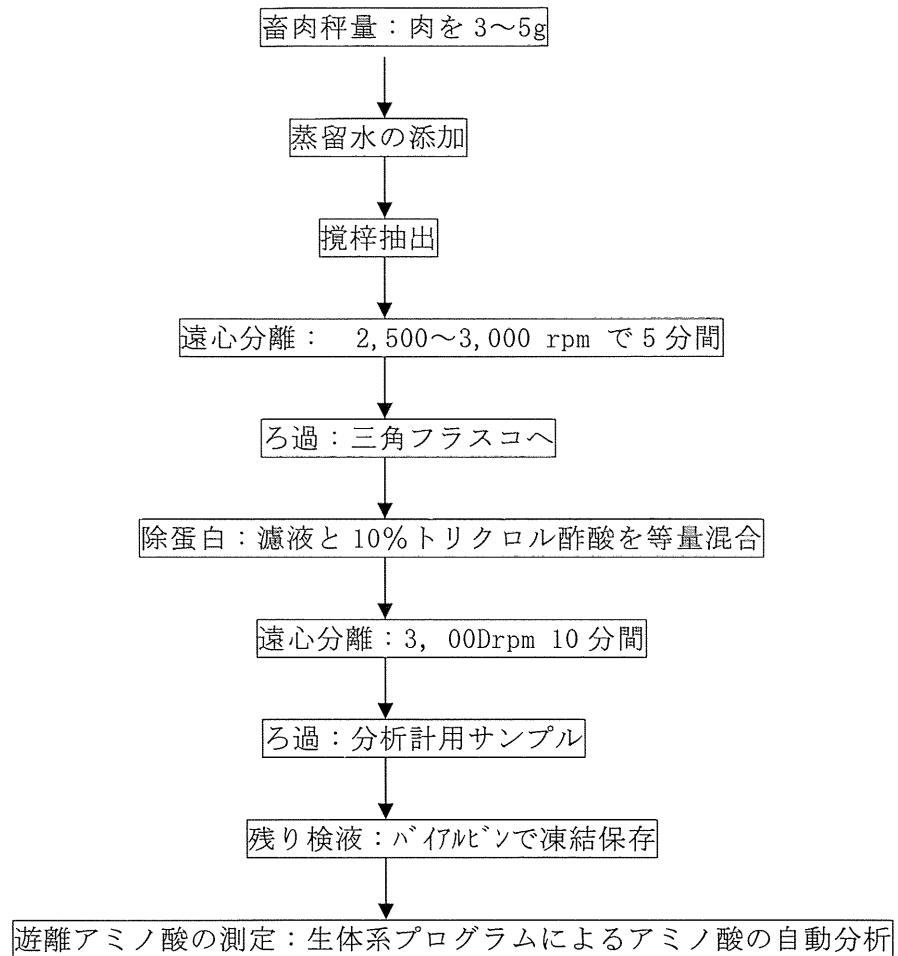 畜肉秤量：肉を3～5g
蒸留水の添加
撹梓抽出
遠心分離：　2,500～3,000 rpm で5分間
ろ過：三角フラスコへ
除蛋白：濾液と10%トリクロル酢酸を等量混合
遠心分離：3, 00Drpm 10分間
ろ過：分析計用サンプル
残り検液：ﾊﾞｲｱﾙﾋﾞﾝで凍結保存
遊離アミノ酸の測定：生体系プログラムによるアミノ酸の自動分析